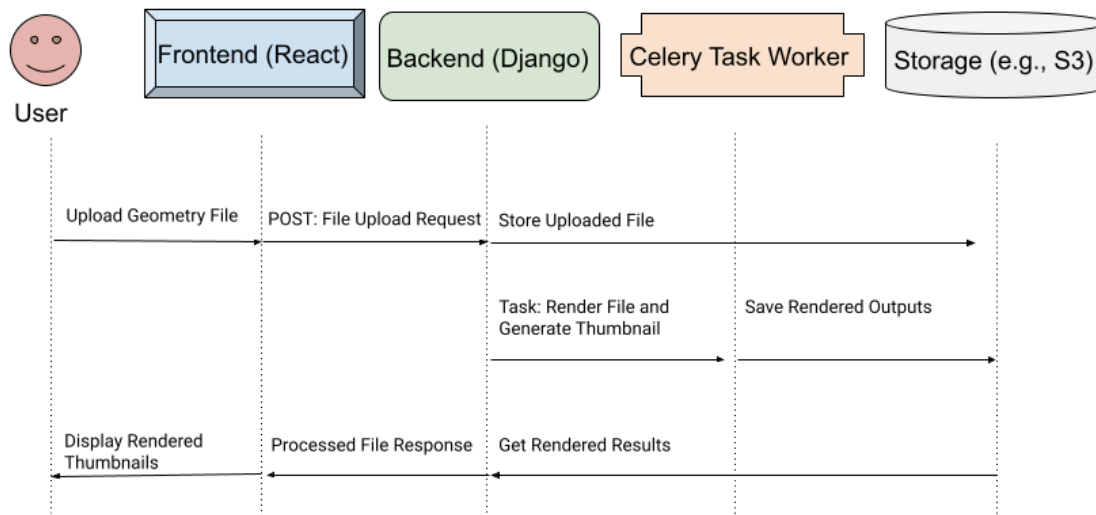 User
Frontend (React)
Backend (Django)
Celery Task Worker
Storage (e.g., S3)
Upload Geometry File
POST: File Upload Request
Store Uploaded File
Task: Render File and
Generate Thumbnail
Save Rendered Outputs
Display Rendered
Thumbnails
Processed File Response
Get Rendered Results